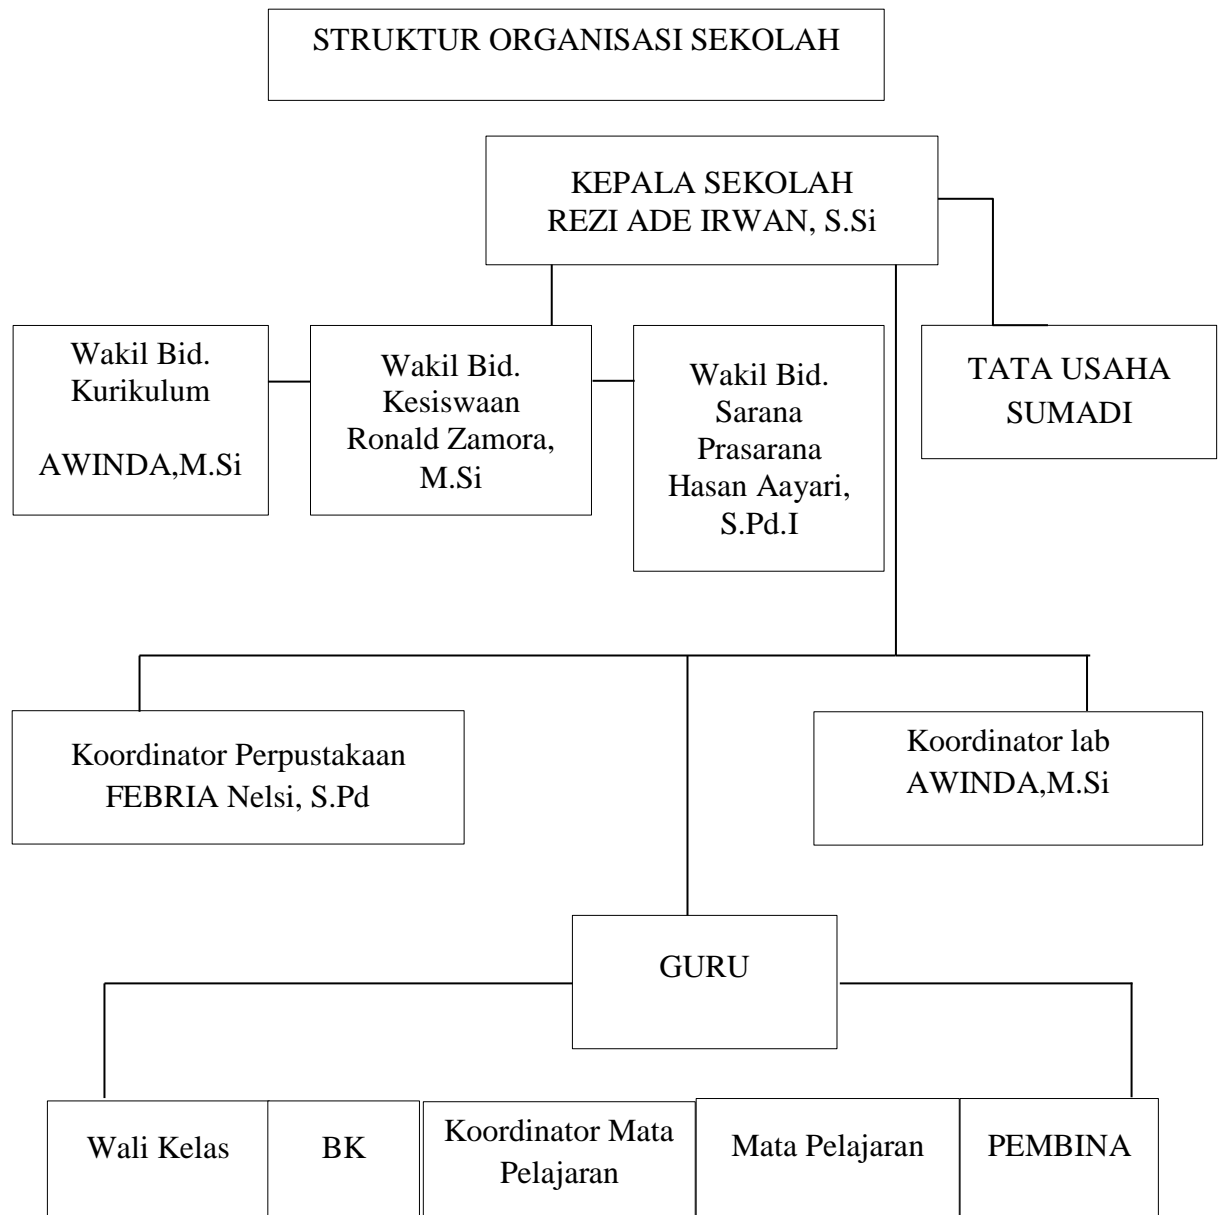 STRUKTUR ORGANISASI SEKOLAH
KEPALA SEKOLAH
REZI ADE IRWAN, S.Si
Wakil Bid.
Kurikulum
AWINDA,M.Si
Wakil Bid.
Kesiswaan
Ronald Zamora,
M.Si
Wakil Bid.
Sarana
Prasarana
Hasan Aayari,
S.Pd.I
TATA USAHA
SUMADI
Koordinator Perpustakaan
FEBRIA Nelsi, S.Pd
Koordinator lab
AWINDA,M.Si
GURU
Wali Kelas
BK
Koordinator Mata
Pelajaran
Mata Pelajaran
PEMBINA